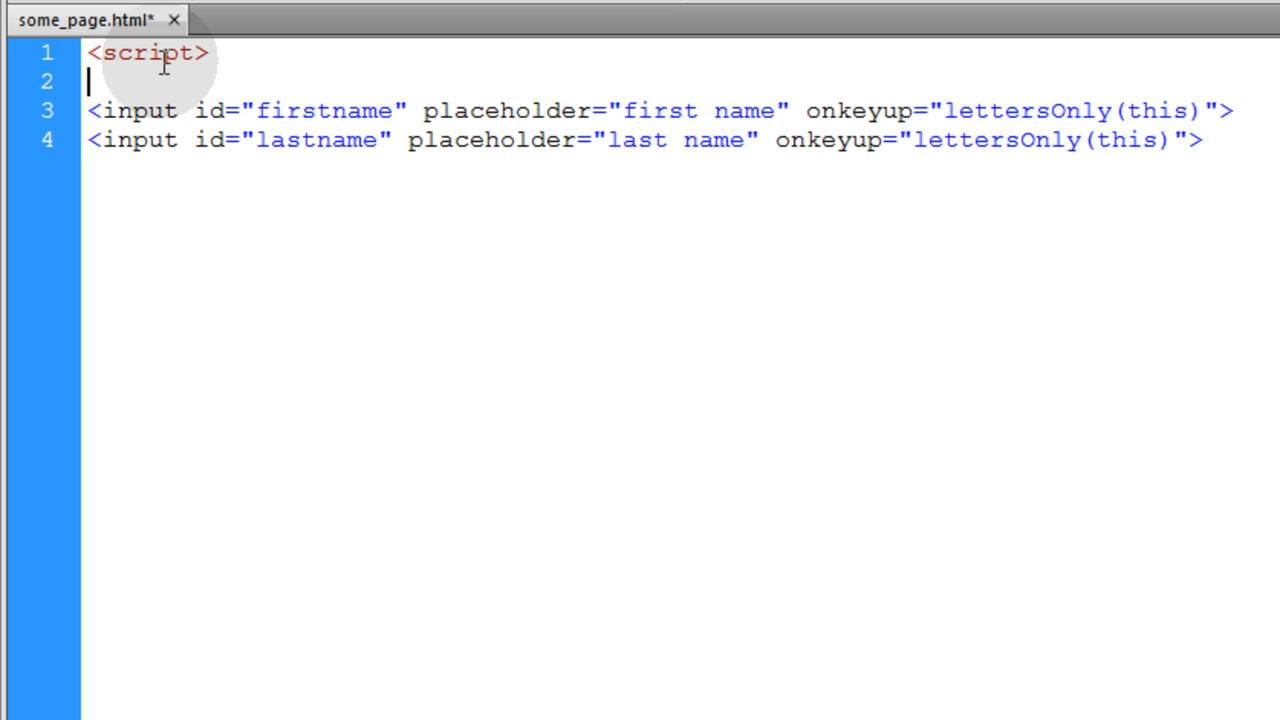 some_page.html*
1 <script>
2
3 <input id="firstname" placeholder="first name" onkeyup="lettersOnly(this)">
4 <input id="lastname" placeholder="last name" onkeyup="lettersOnly(this)">